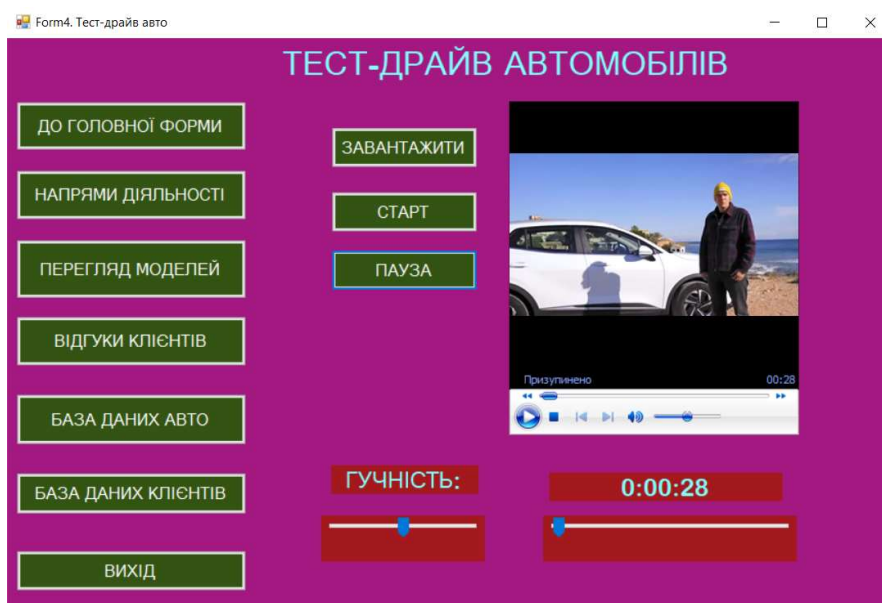 Form4. Тест-драйв авто
ТЕСТ-ДРАЙВ АВТОМОБІЛІВ
ДО ГОЛОВНОЇ ФОРМИ
НАПРЯМИ ДІЯЛЬНОСТІ
ПЕРЕГЛЯД МОДЕЛЕЙ
ВІДГУКИ КЛІЄНТІВ
БАЗА ДАНИХ АВТО
БАЗА ДАНИХ КЛІЄНТІВ
ВИХІД
ЗАВАНТАЖИТИ
СТАРТ
ПАУЗА
Призупинено 00:28
ГУЧНІСТЬ:
0:00:28